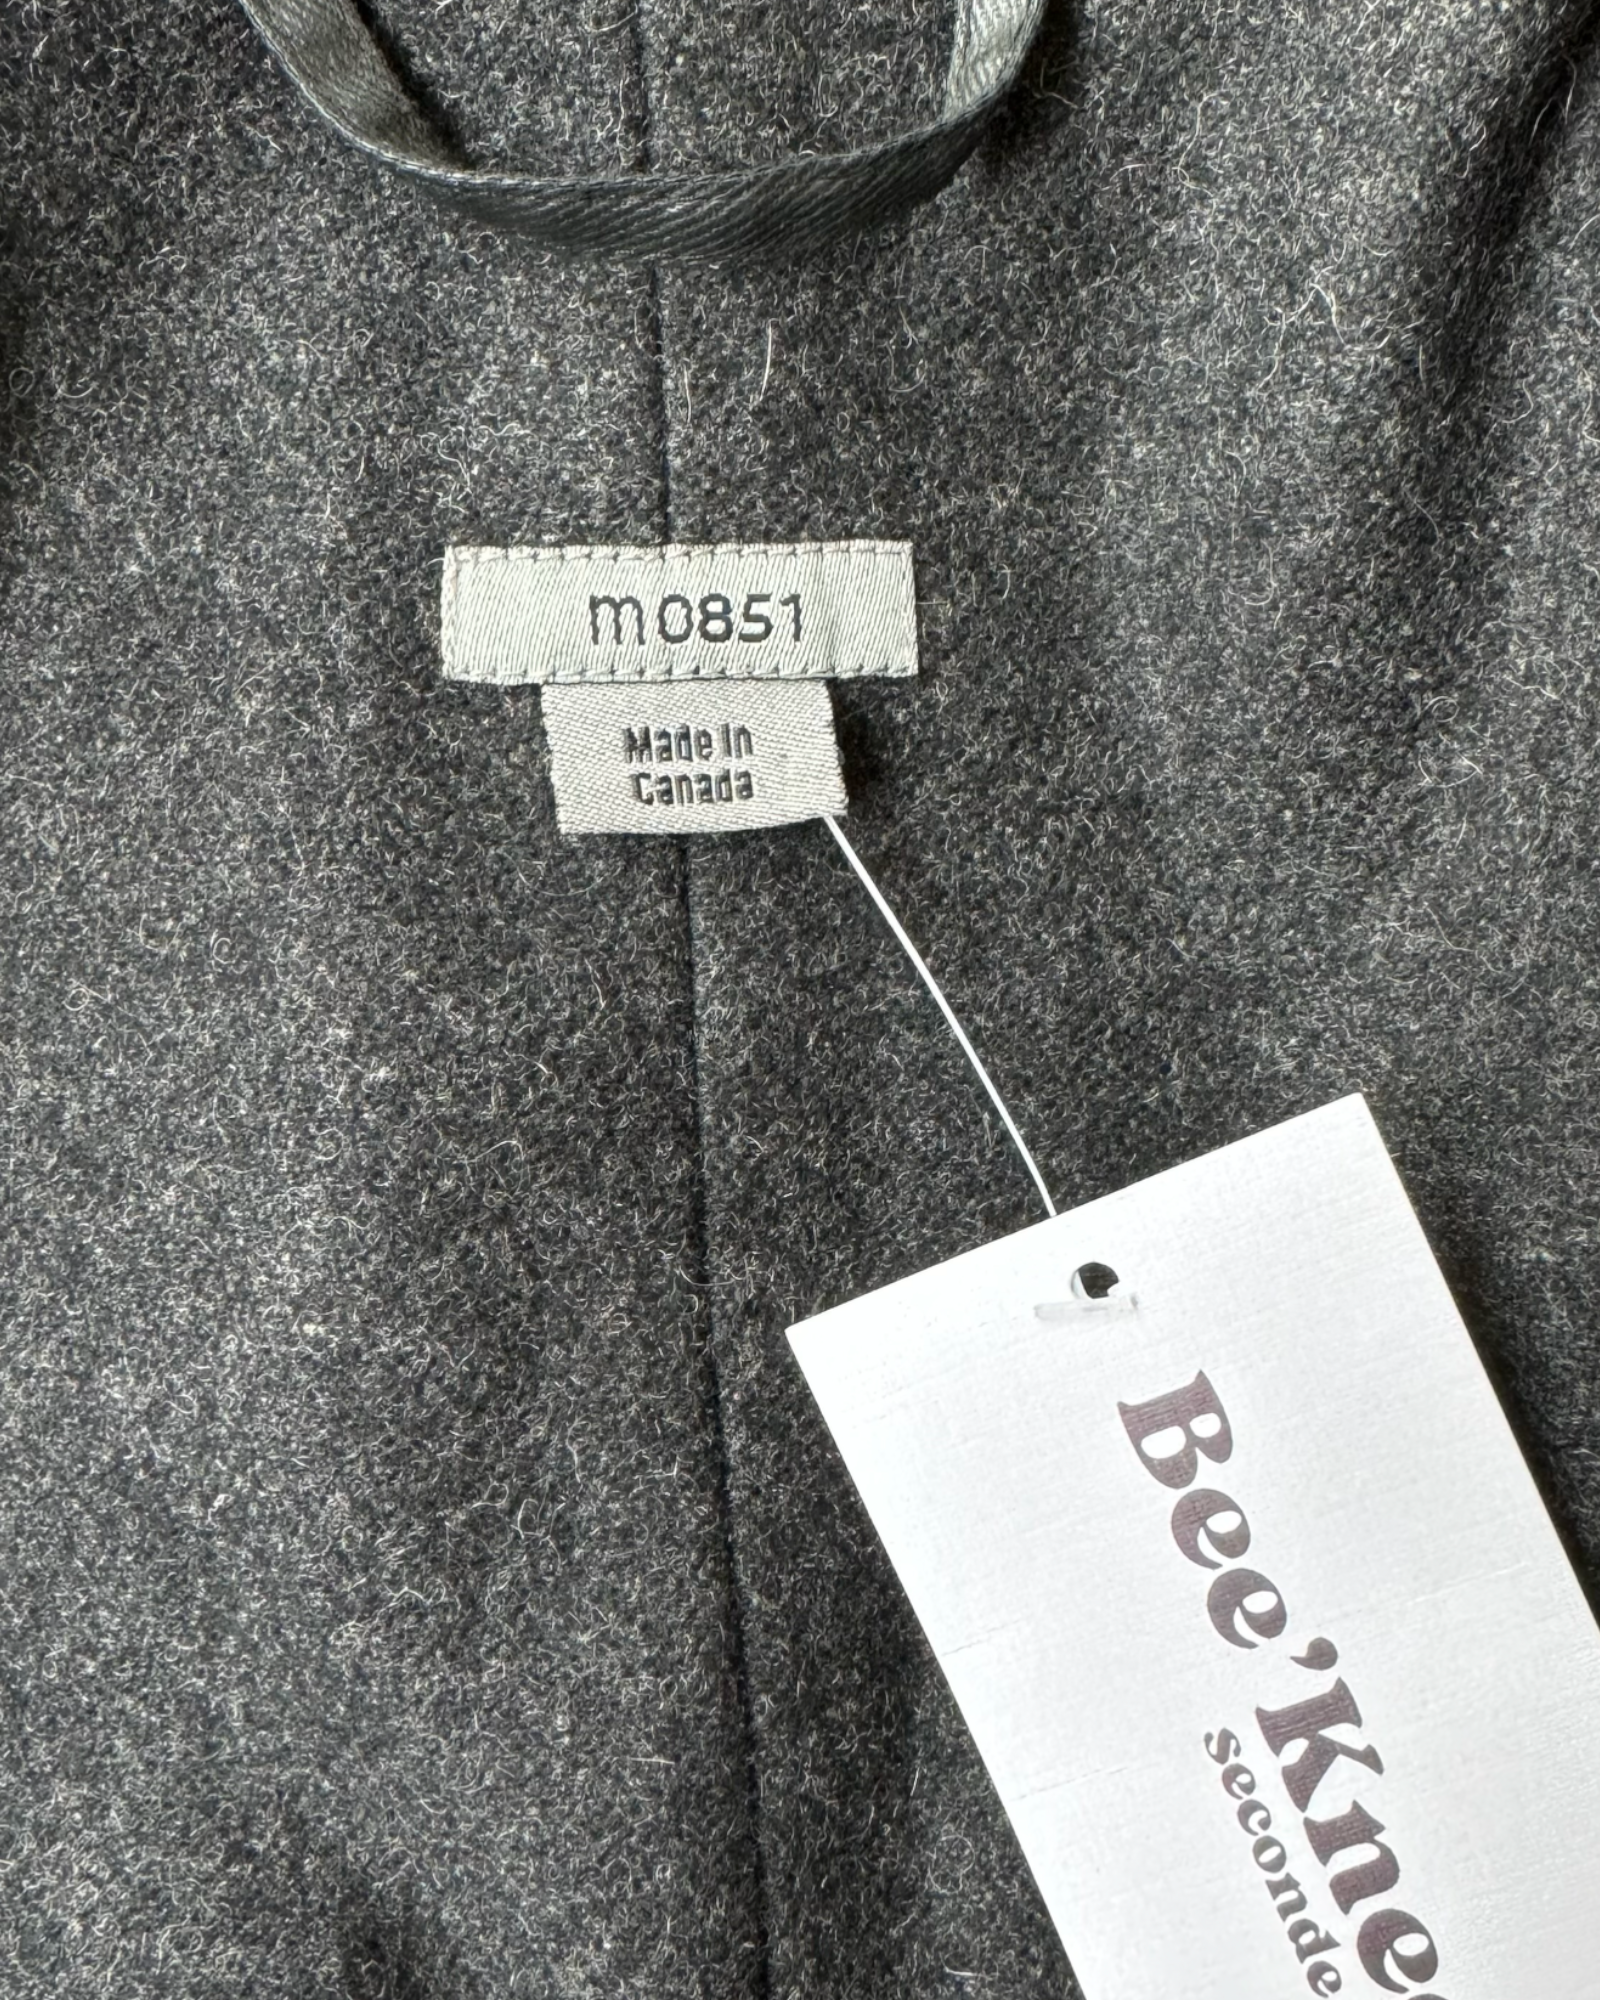 m0851
Made In
Canada
Bee'Kne
seconde